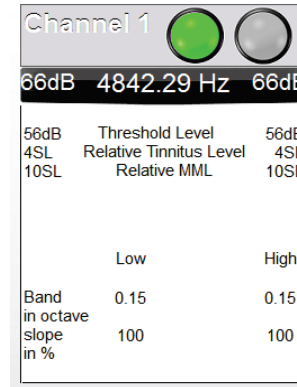 Channel 1
66dB 4842.29 Hz 66dB
56dB Threshold Level 56dB
4SL Relative Tinnitus Level 4SL
10SL Relative MML 10SL
Low High
Band 0.15 0.15
in octave
slope 100 100
in %